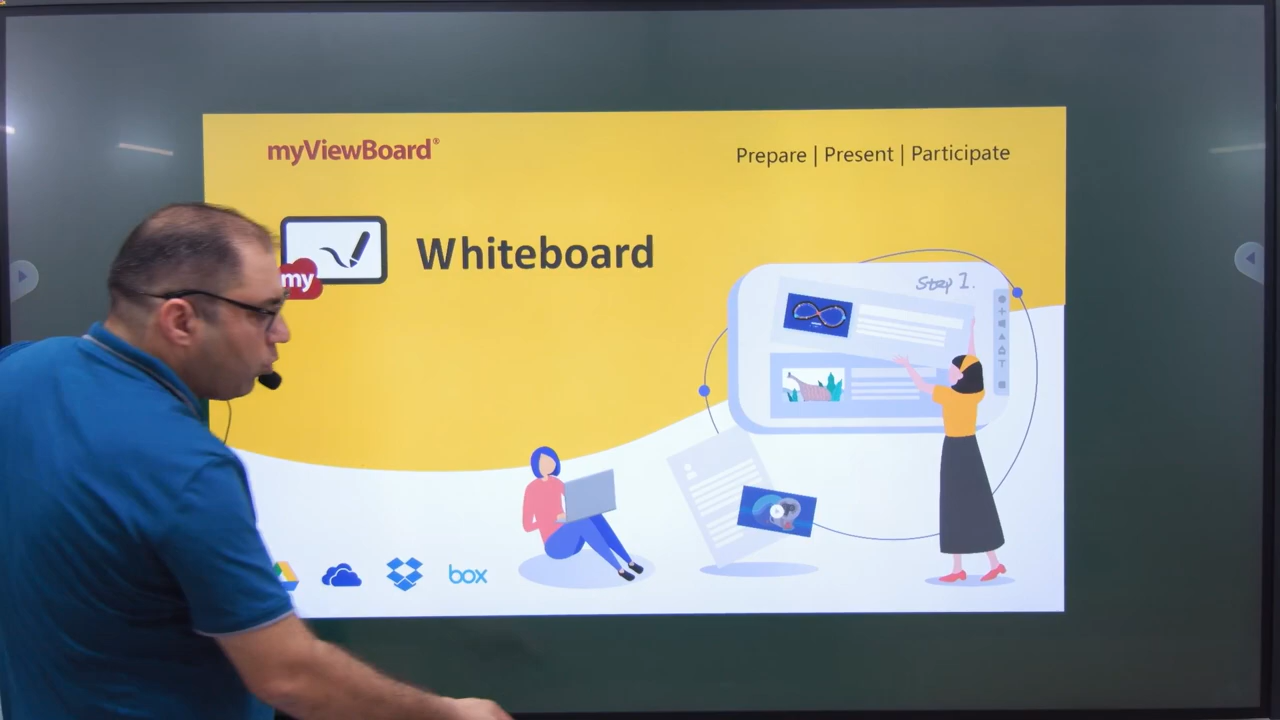 myViewBoard®
Prepare | Present | Participate
my
Whiteboard
Step 1.
box